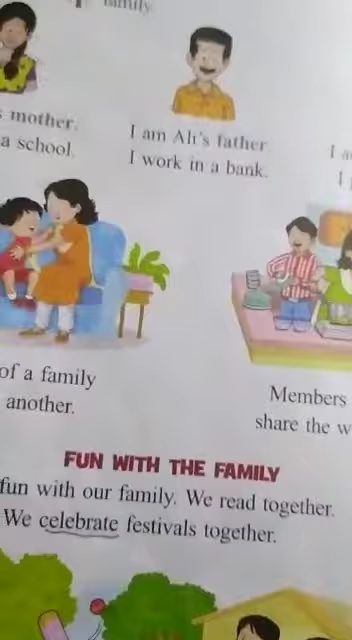 family
s mother.
a school.
I am Ali's father
I work in a bank.
I
of a family
another.
Members
share the w
FUN WITH THE FAMILY
fun with our family. We read together.
We celebrate festivals together.